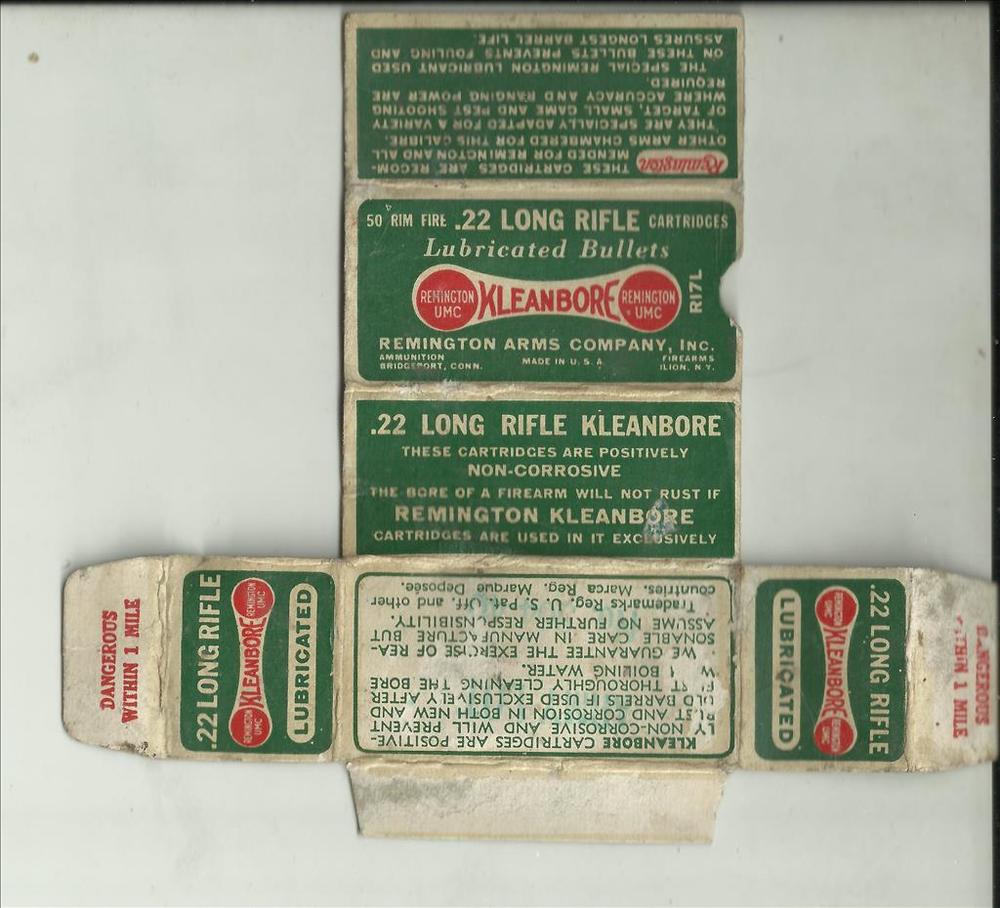 THESE CARTRIDGES ARE RECOM-
Remington MENDED FOR REMINGTON AND ALL
OTHER ARMS CHAMBERED FOR THIS CALIBRE.
THEY ARE SPECIALLY ADAPTED FOR A VARIETY
OF TARGET, SMALL GAME AND PEST SHOOTING
WHERE ACCURACY AND RANGING POWER ARE
REQUIRED.
THE SPECIAL REMINGTON LUBRICANT USED
ON THESE BULLETS PREVENTS FOULING AND
ASSURES LONGEST BARREL LIFE.
50 RIM FIRE .22 LONG RIFLE CARTRIDGES
Lubricated Bullets
REMINGTON UMC KLEANBORE REMINGTON UMC
R17L
REMINGTON ARMS COMPANY, INC.
AMMUNITION
BRIDGEPORT, CONN.
MADE IN U. S. A
FIREARMS
ILION, N. Y.
.22 LONG RIFLE KLEANBORE
THESE CARTRIDGES ARE POSITIVELY
NON-CORROSIVE
THE BORE OF A FIREARM WILL NOT RUST IF
REMINGTON KLEANBORE
CARTRIDGES ARE USED IN IT EXCLUSIVELY
DANGEROUS
WITHIN 1 MILE
.22 LONG RIFLE
REMINGTON UMC KLEANBORE REMINGTON UMC
LUBRICATED
KLEANBORE CARTRIDGES ARE POSITIVE-
LY NON-CORROSIVE AND WILL PREVENT
RUST AND CORROSION IN BOTH NEW AND
OLD BARRELS IF USED EXCLUSIVELY AFTER
FIRST THOROUGHLY CLEANING THE BORE
BOILING WATER.
WE GUARANTEE THE EXERCISE OF REA-
SONABLE CARE IN MANUFACTURE BUT
ASSUME NO FURTHER RESPONSIBILITY.
Trademarks Reg. U. S. Pat. Off. and other
countries. Marca Reg. Marque Deposée.
.22 LONG RIFLE
REMINGTON UMC KLEANBORE REMINGTON UMC
LUBRICATED
DANGEROUS
WITHIN 1 MILE